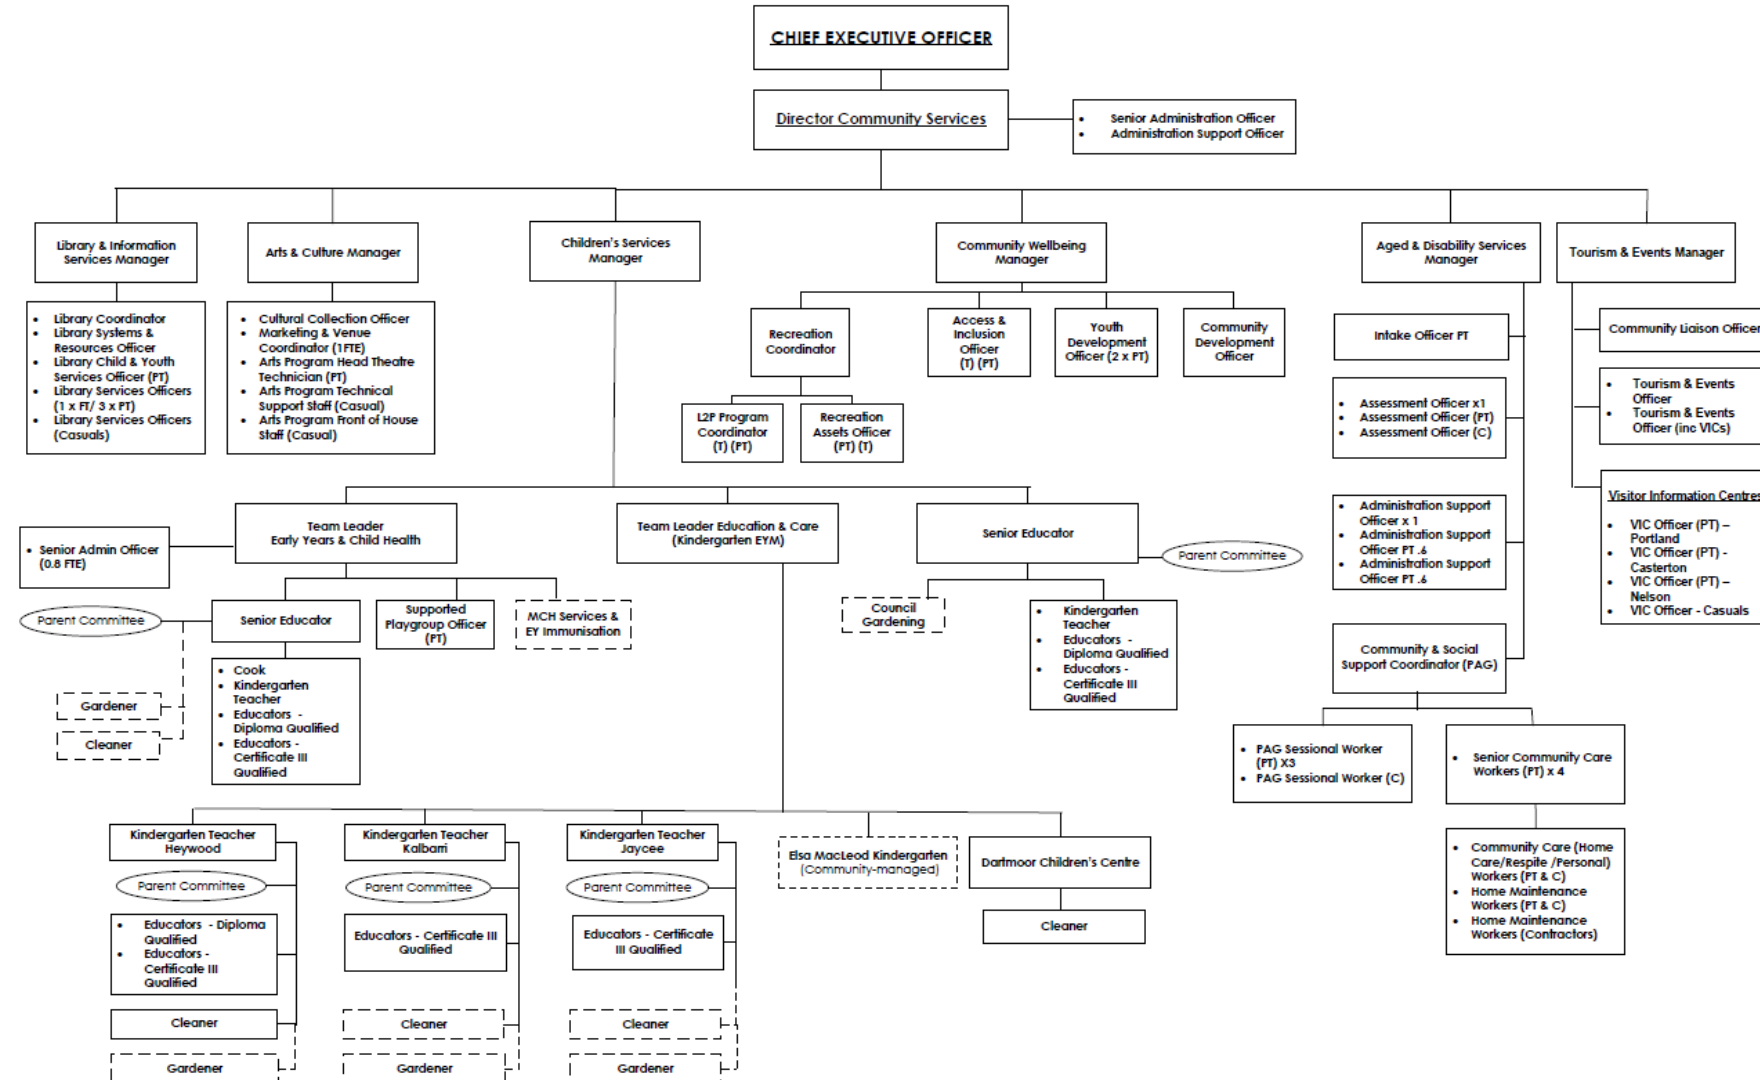 CHIEF EXECUTIVE OFFICER
Director Community Services
• Senior Administration Officer
• Administration Support Officer
Library & Information
Services Manager
Arts & Culture Manager
Children's Services
Manager
Community Wellbeing
Manager
Aged & Disability Services
Manager
Tourism & Events Manager
• Library Coordinator
• Library Systems &
Resources Officer
• Library Child & Youth
Services Officer (PT)
• Library Services Officers
(1 x FT/ 3 x PT)
• Library Services Officers
(Casuals)
• Cultural Collection Officer
• Marketing & Venue
Coordinator (1FTE)
• Arts Program Head Theatre
Technician (PT)
• Arts Program Technical
Support Staff (Casual)
• Arts Program Front of House
Staff (Casual)
Recreation
Coordinator
Access &
Inclusion
Officer
(T) (PT)
Youth
Development
Officer (2 x PT)
Community
Development
Officer
L2P Program
Coordinator
(T) (PT)
Recreation
Assets Officer
(PT) (T)
Intake Officer PT
• Assessment Officer x1
• Assessment Officer (PT)
• Assessment Officer (C)
• Administration Support
Officer x 1
• Administration Support
Officer PT .6
• Administration Support
Officer PT .6
Community & Social
Support Coordinator (PAG)
• PAG Sessional Worker
(PT) X3
• PAG Sessional Worker (C)
• Senior Community Care
Workers (PT) x 4
• Community Care (Home
Care/Respite /Personal)
Workers (PT & C)
• Home Maintenance
Workers (PT & C)
• Home Maintenance
Workers (Contractors)
Community Liaison Officer
• Tourism & Events
Officer
• Tourism & Events
Officer (inc VICs)
Visitor Information Centres
• VIC Officer (PT) –
Portland
• VIC Officer (PT) -
Casterton
• VIC Officer (PT) –
Nelson
• VIC Officer - Casuals
Team Leader
Early Years & Child Health
Team Leader Education & Care
(Kindergarten EYM)
Senior Educator
Parent Committee
• Senior Admin Officer
(0.8 FTE)
Parent Committee
Senior Educator
Supported
Playgroup Officer
(PT)
MCH Services &
EY Immunisation
Council
Gardening
• Kindergarten
Teacher
• Educators -
Diploma Qualified
• Educators -
Certificate III
Qualified
Gardener
Cleaner
• Cook
• Kindergarten
Teacher
• Educators -
Diploma Qualified
• Educators -
Certificate III
Qualified
Kindergarten Teacher
Heywood
Parent Committee
• Educators - Diploma
Qualified
• Educators -
Certificate III
Qualified
Cleaner
Gardener
Kindergarten Teacher
Kalbarri
Parent Committee
Educators - Certificate III
Qualified
Cleaner
Gardener
Kindergarten Teacher
Jaycee
Parent Committee
Educators - Certificate
III Qualified
Cleaner
Gardener
Elsa MacLeod Kindergarten
(Community-managed)
Dartmoor Children's Centre
Cleaner